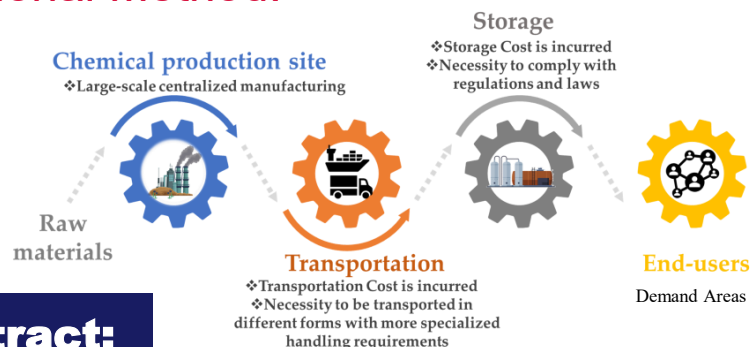 Storage
❖Storage Cost is incurred
❖Necessity to comply with
regulations and laws
Chemical production site
❖Large-scale centralized manufacturing
Raw
materials
Transportation
❖Transportation Cost is incurred
❖Necessity to be transported in
different forms with more specialized
handling requirements
End-users
Demand Areas